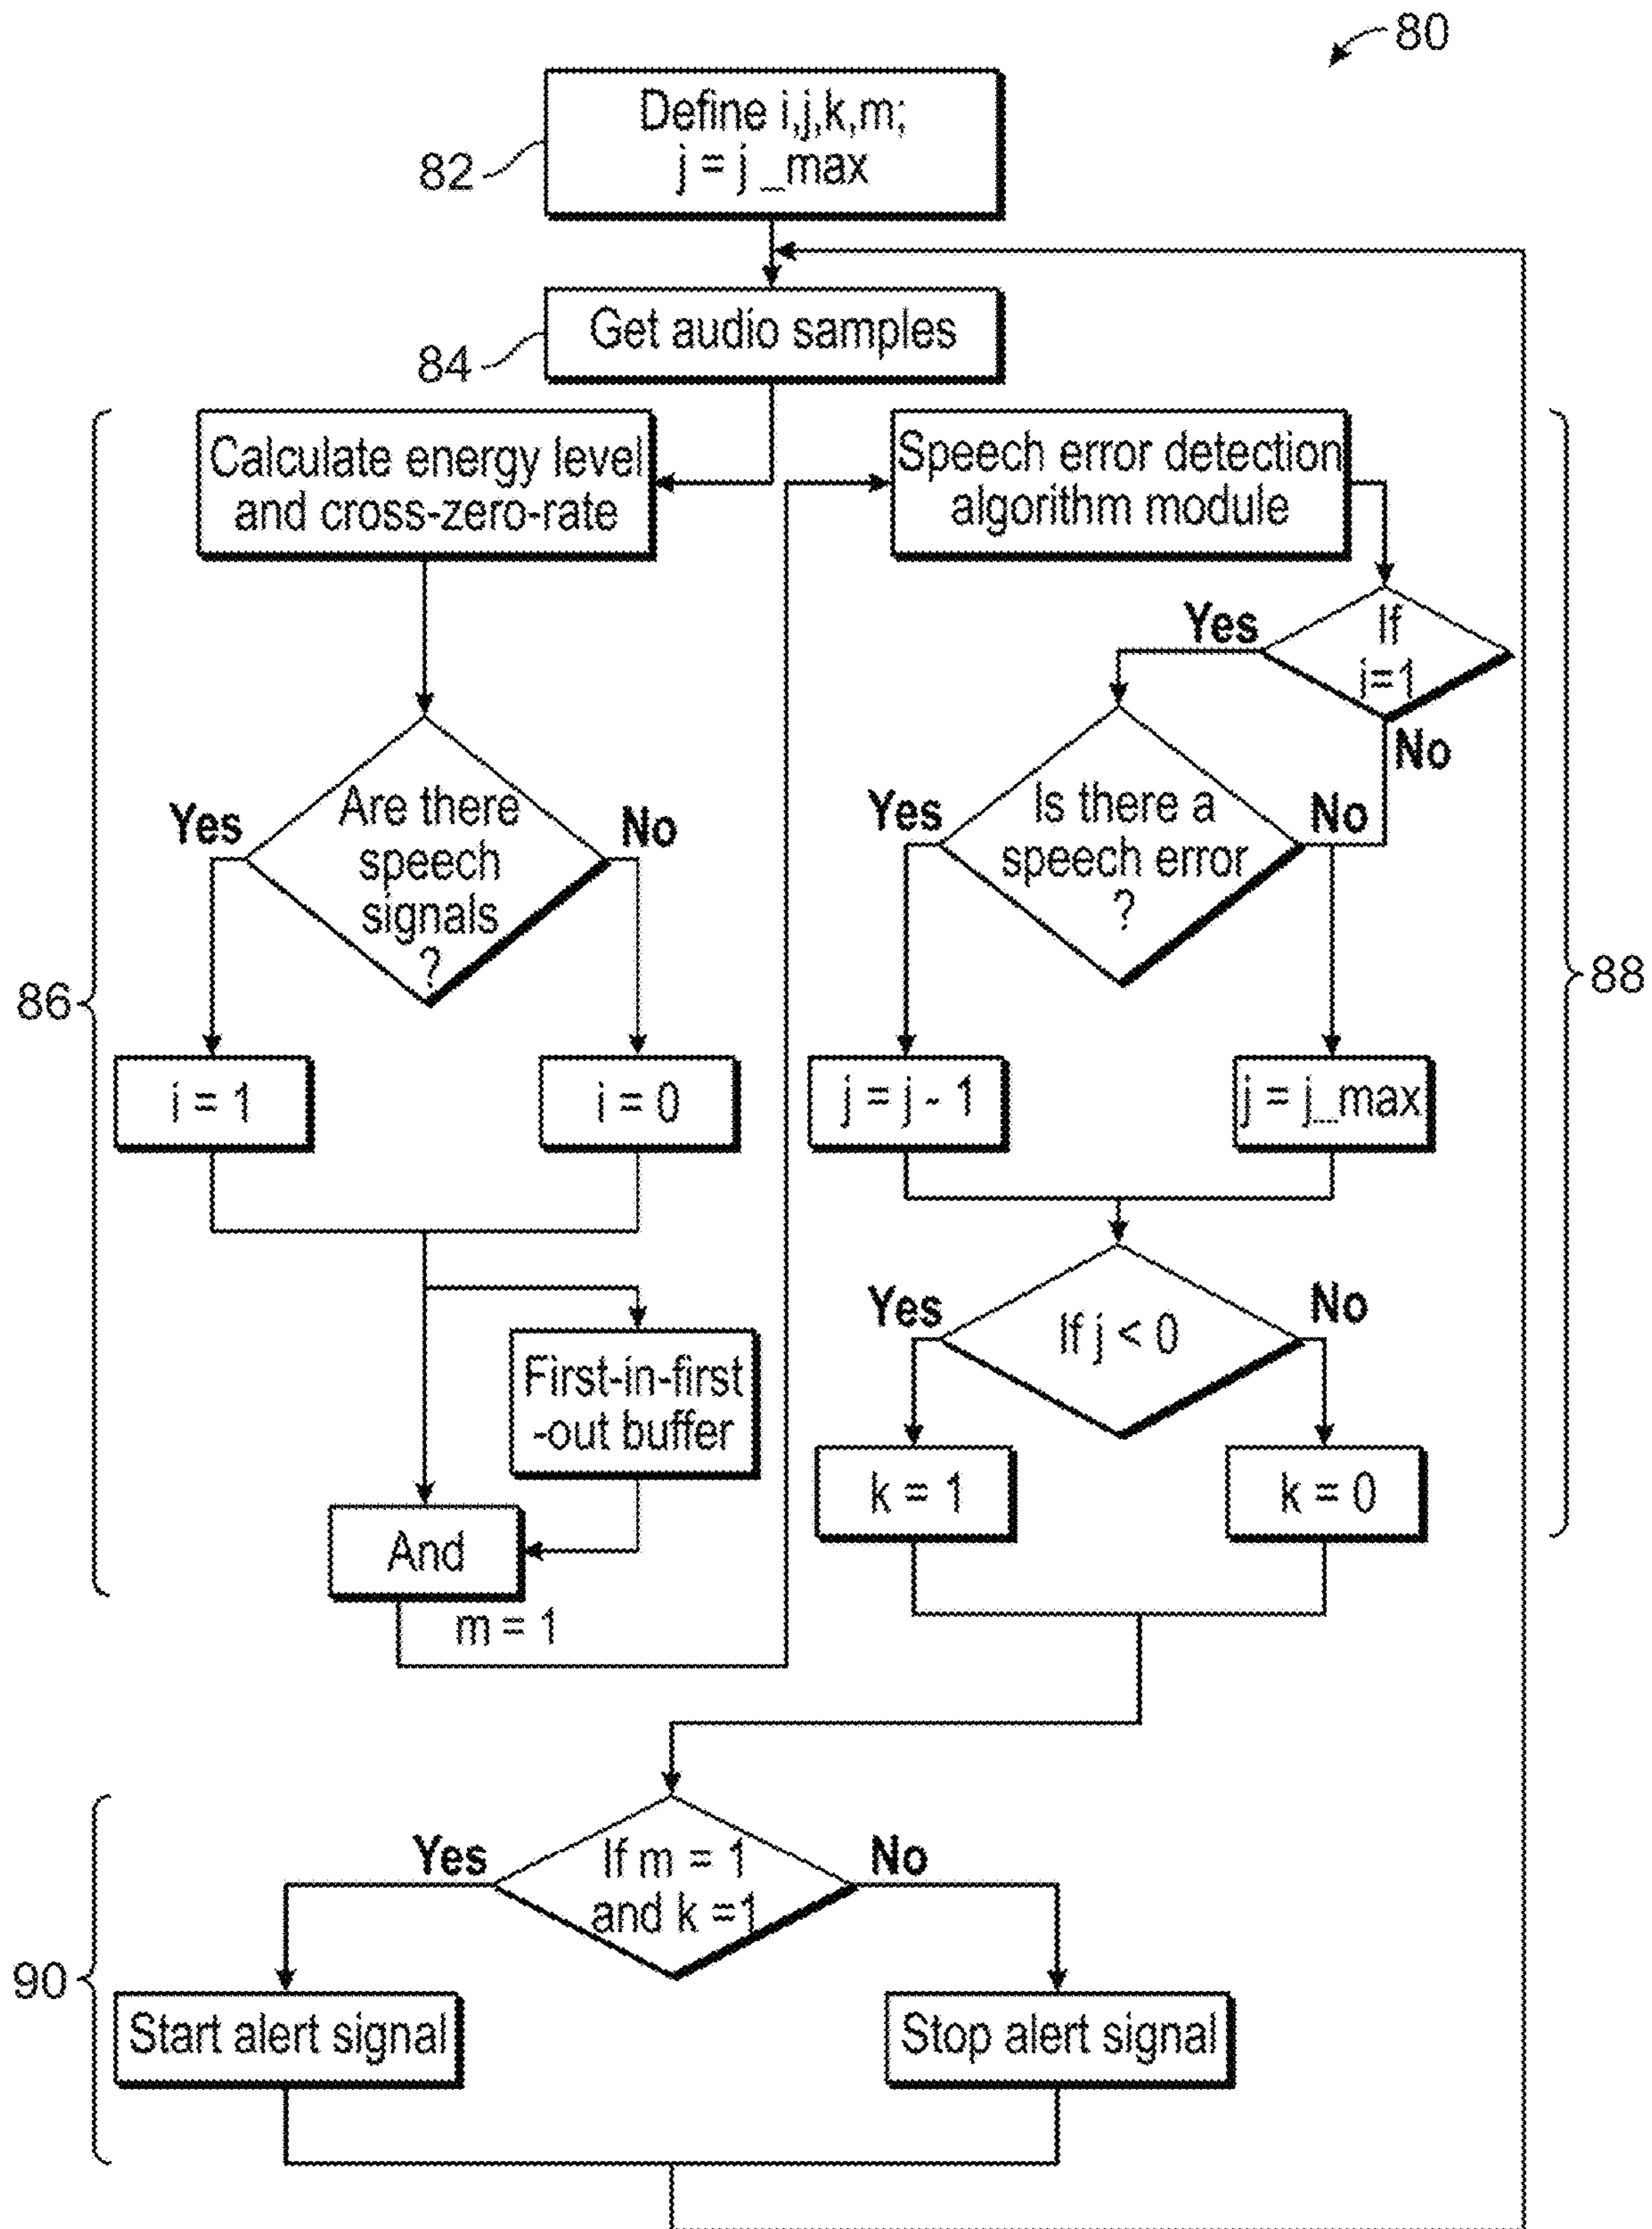 80
Define i,j,k,m;
j = j _max
82
Get audio samples
84
Calculate energy level
and cross-zero-rate
Speech error detection
algorithm module
Yes
If
i=1
No
Yes
Are there
speech
signals
?
No
Yes
Is there a
speech error
?
No
86
88
i = 1
i = 0
j = j - 1
j = j_max
Yes
If j < 0
No
First-in-first
-out buffer
k = 1
k = 0
And
m = 1
Yes
If m = 1
and k =1
No
90
Start alert signal
Stop alert signal